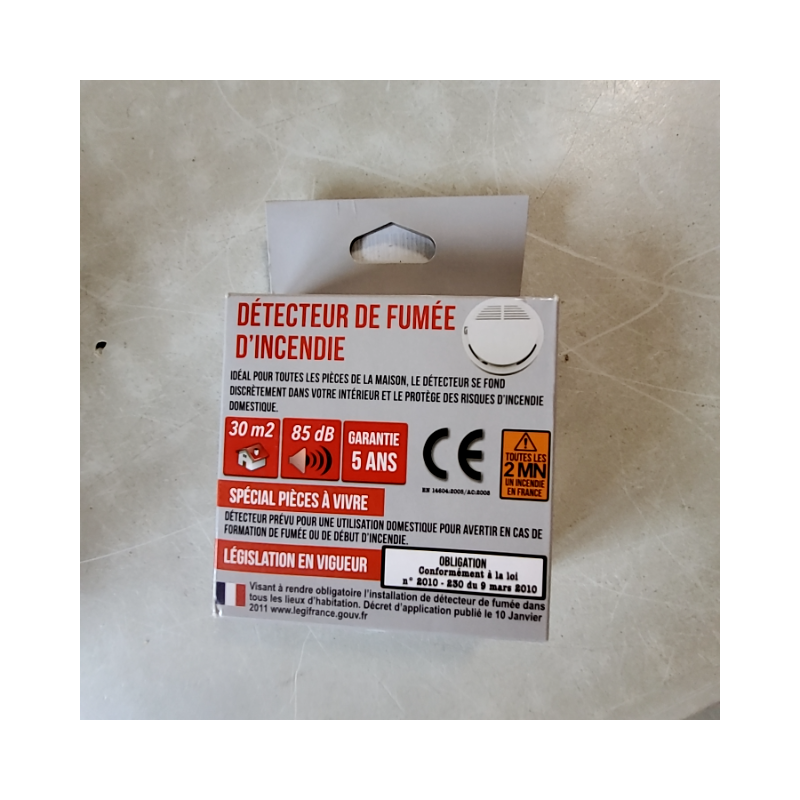 DÉTECTEUR DE FUMÉE
D'INCENDIE
IDÉAL POUR TOUTES LES PIÈCES DE LA MAISON, LE DÉTECTEUR SE FOND
DISCRÈTEMENT DANS VOTRE INTÉRIEUR ET LE PROTÈGE DES RISQUES D'INCENDIE
DOMESTIQUE.
30 m2
85 dB
GARANTIE
5 ANS
CE
EN 14604:2005/AC:2008
TOUTES LES
2 MN
UN INCENDIE
EN FRANCE
SPÉCIAL PIÈCES À VIVRE
DÉTECTEUR PRÉVU POUR UNE UTILISATION DOMESTIQUE POUR AVERTIR EN CAS DE
FORMATION DE FUMÉE OU DE DÉBUT D'INCENDIE.
LÉGISLATION EN VIGUEUR
OBLIGATION
Conformément à la loi
n° 2010 - 230 du 9 mars 2010
Visant à rendre obligatoire l'installation de détecteur de fumée dans
tous les lieux d'habitation. Décret d'application publié le 10 Janvier
2011 www.legifrance.gouv.fr